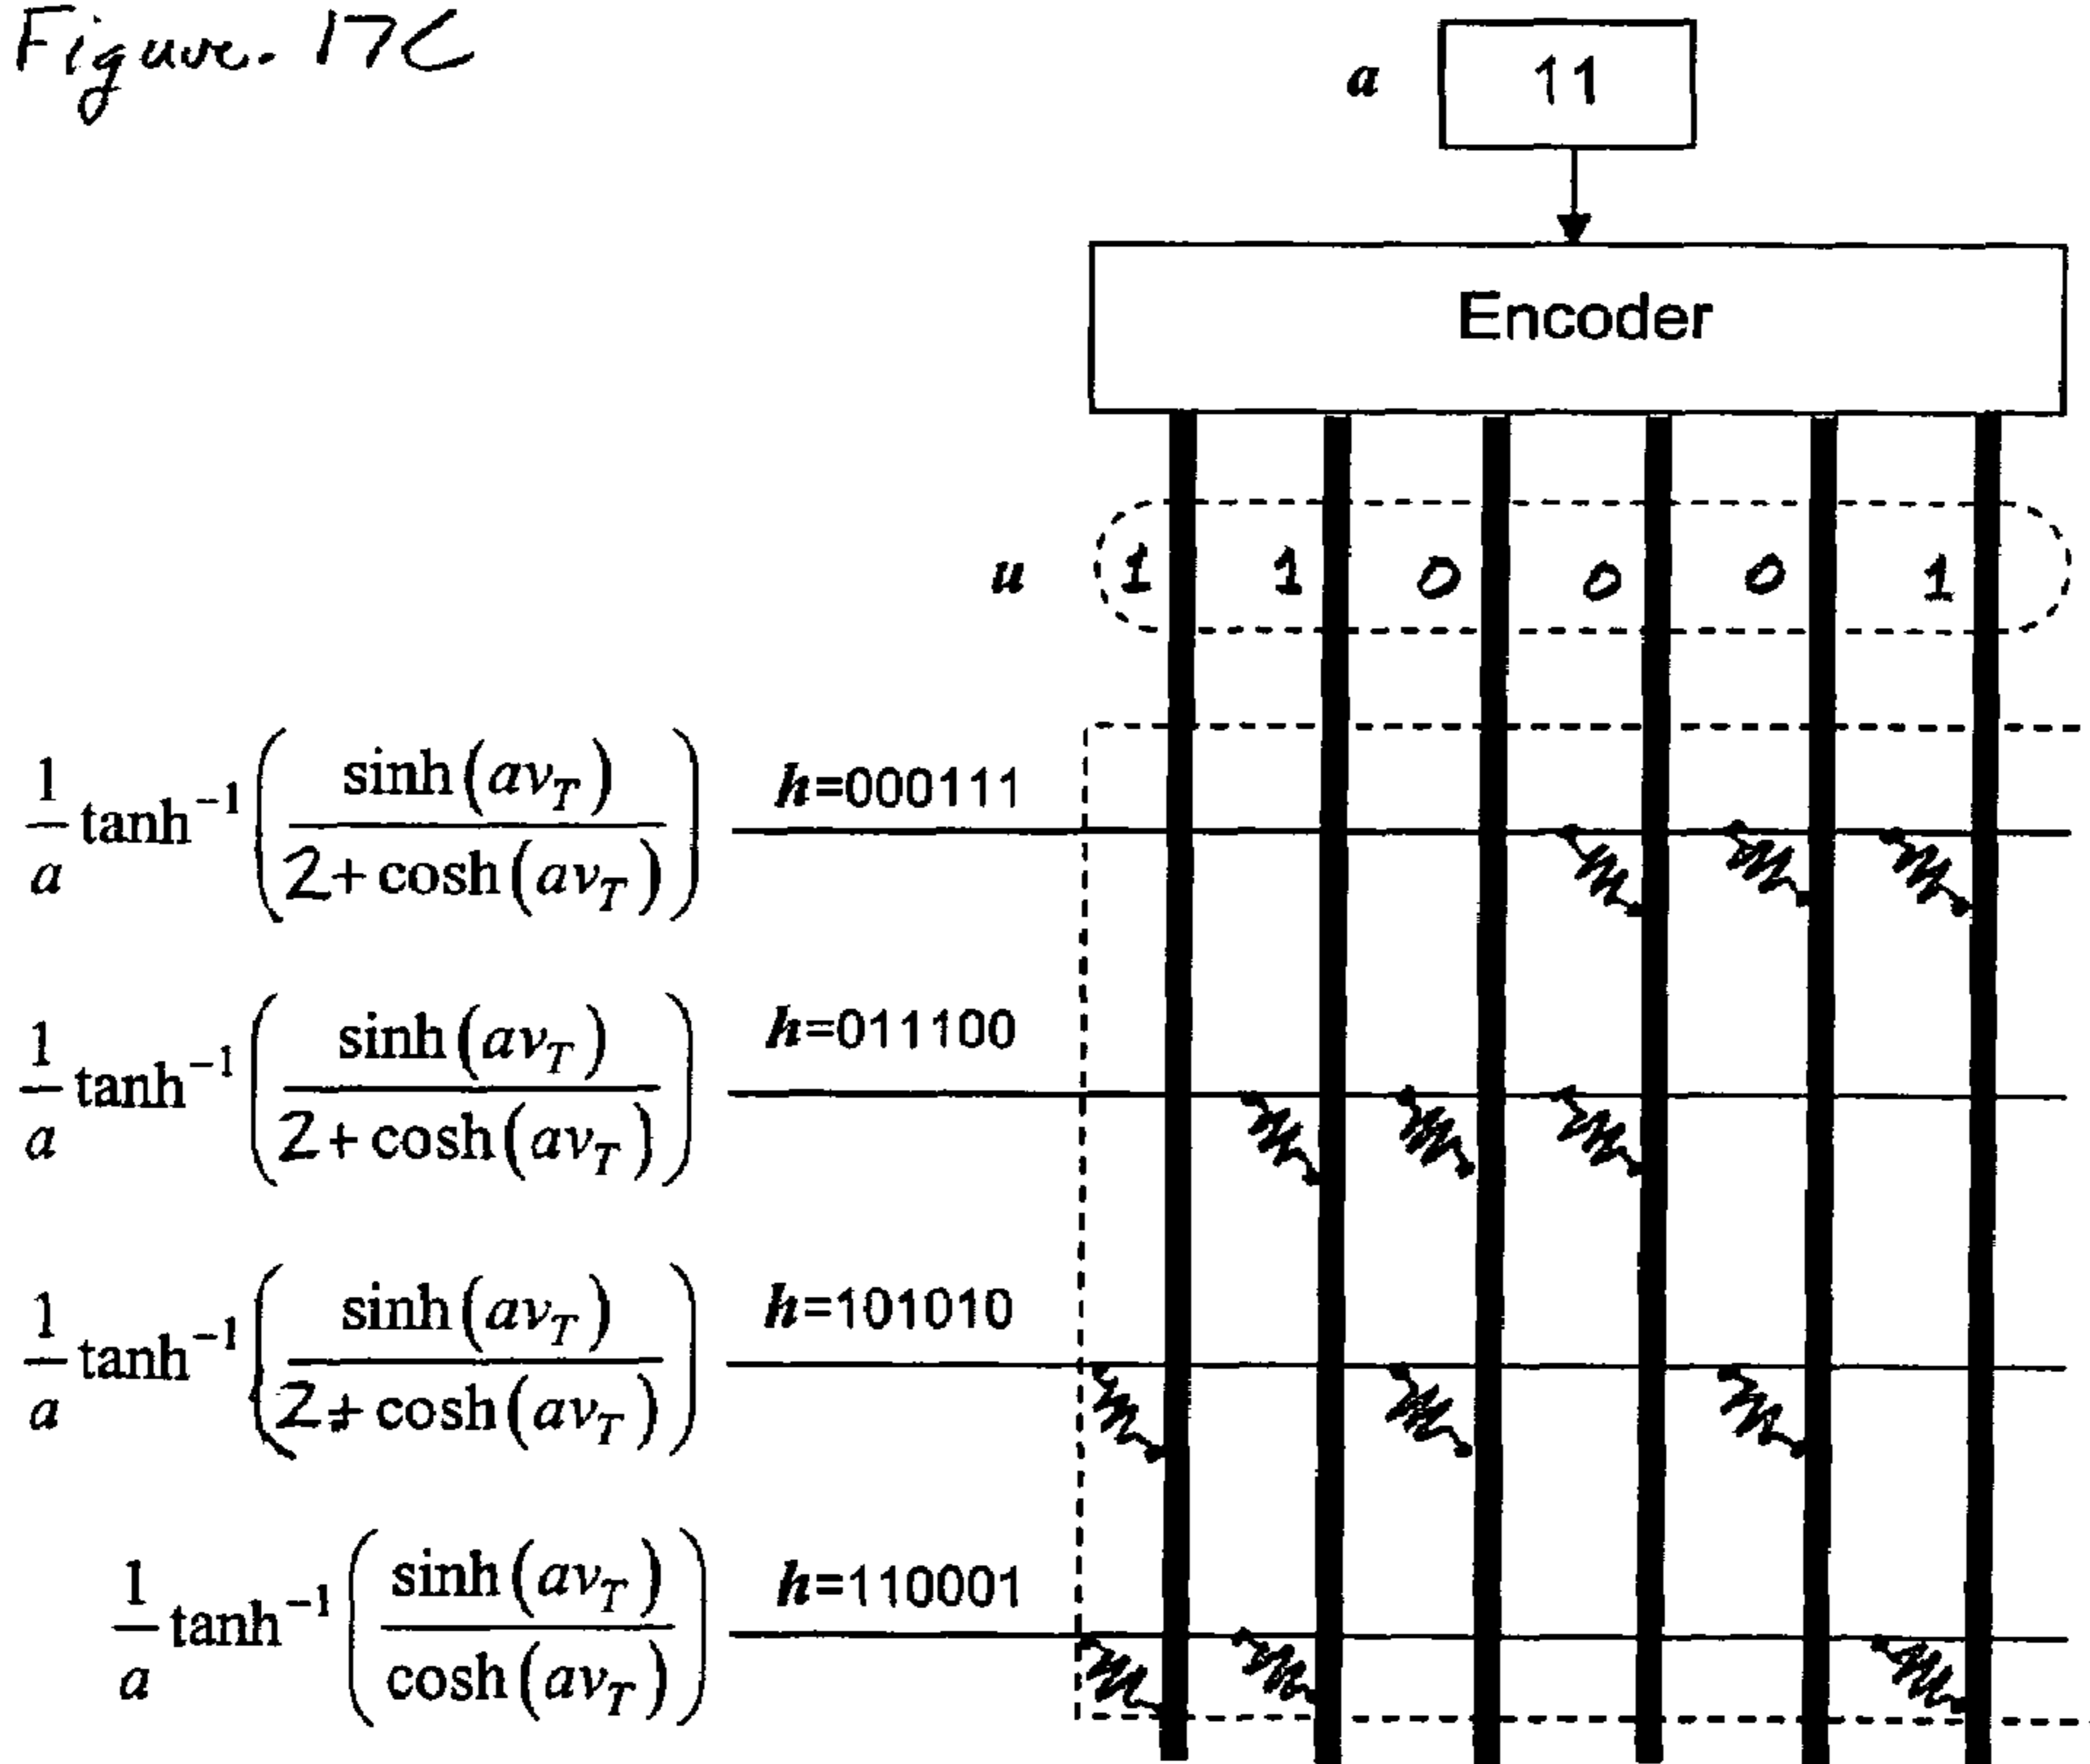 Figure. 17C
a 11
Encoder
u 1 1 0 0 0 1
1/a tanh⁻¹(sinh(av_T)/(2+cosh(av_T))) h=000111
1/a tanh⁻¹(sinh(av_T)/(2+cosh(av_T))) h=011100
1/a tanh⁻¹(sinh(av_T)/(2+cosh(av_T))) h=101010
1/a tanh⁻¹(sinh(av_T)/cosh(av_T)) h=110001